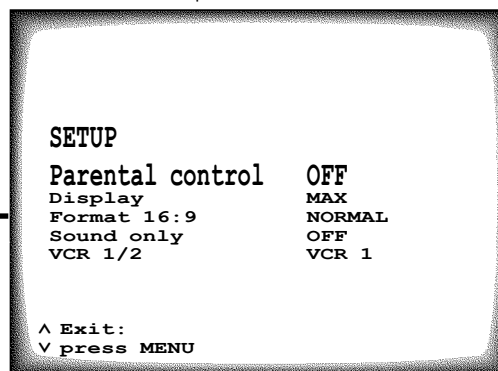 SETUP
Parental control OFF
Display MAX
Format 16:9 NORMAL
Sound only OFF
VCR 1/2 VCR 1
∧ Exit:
∨ press MENU